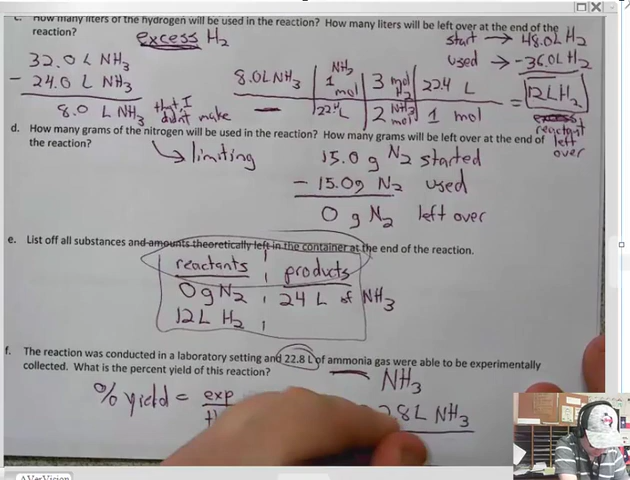 c. How many liters of the hydrogen will be used in the reaction? How many liters will be left over at the end of the
reaction?
excess H2
start → 48.0L H2
used → -36.0L H2
12 L H2
excess reactant left over
32.0 L NH3
- 24.0 L NH3
8.0 L NH3 that I didn't make
8.0L NH3 | 1 mol NH3 | 3 mol H2 | 22.4 L
22.4L | 2 mol NH3 | 1 mol =
d. How many grams of the nitrogen will be used in the reaction? How many grams will be left over at the end of
the reaction?
limiting
15.0 g N2 started
- 15.0g N2 used
0 g N2 left over
e. List off all substances and amounts theoretically left in the container at the end of the reaction.
reactants | products
0 g N2 | 24 L of NH3
12L H2
f. The reaction was conducted in a laboratory setting and 22.8 L of ammonia gas were able to be experimentally
collected. What is the percent yield of this reaction?
% yield = exp
NH3
8L NH3
AVerVision